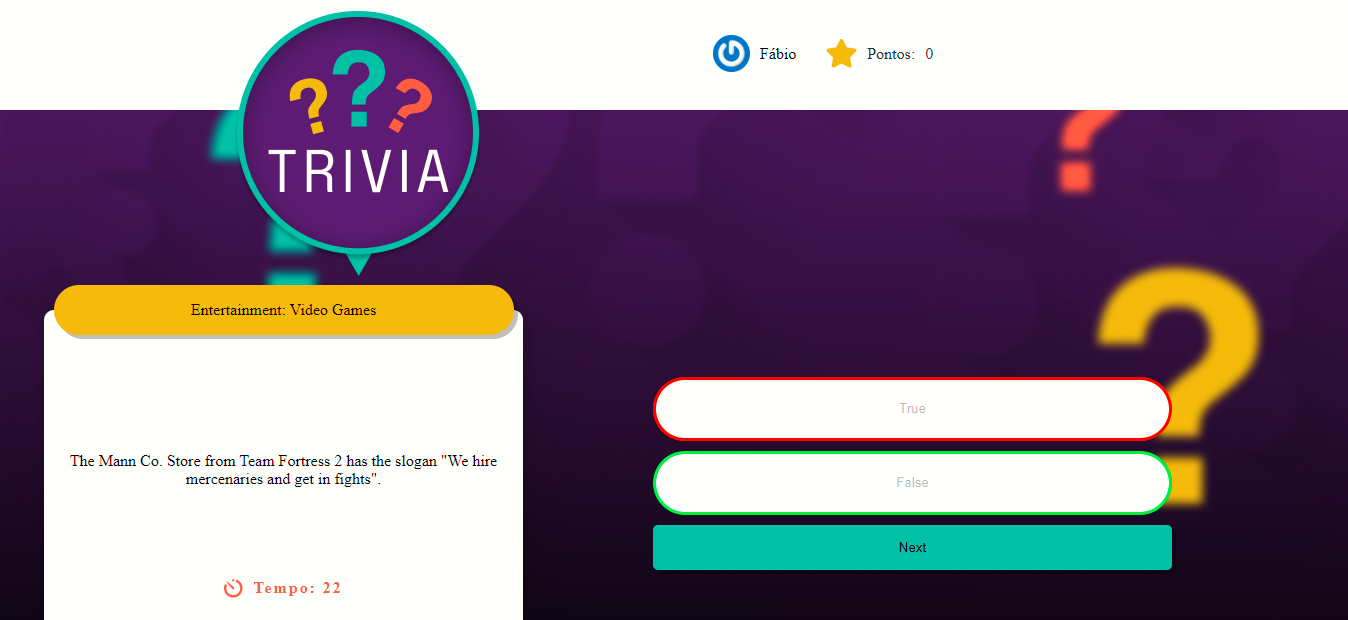 ??? 
TRIVIA
Fábio
Pontos: 0
Entertainment: Video Games
The Mann Co. Store from Team Fortress 2 has the slogan "We hire
mercenaries and get in fights".
Tempo: 22
True
False
Next